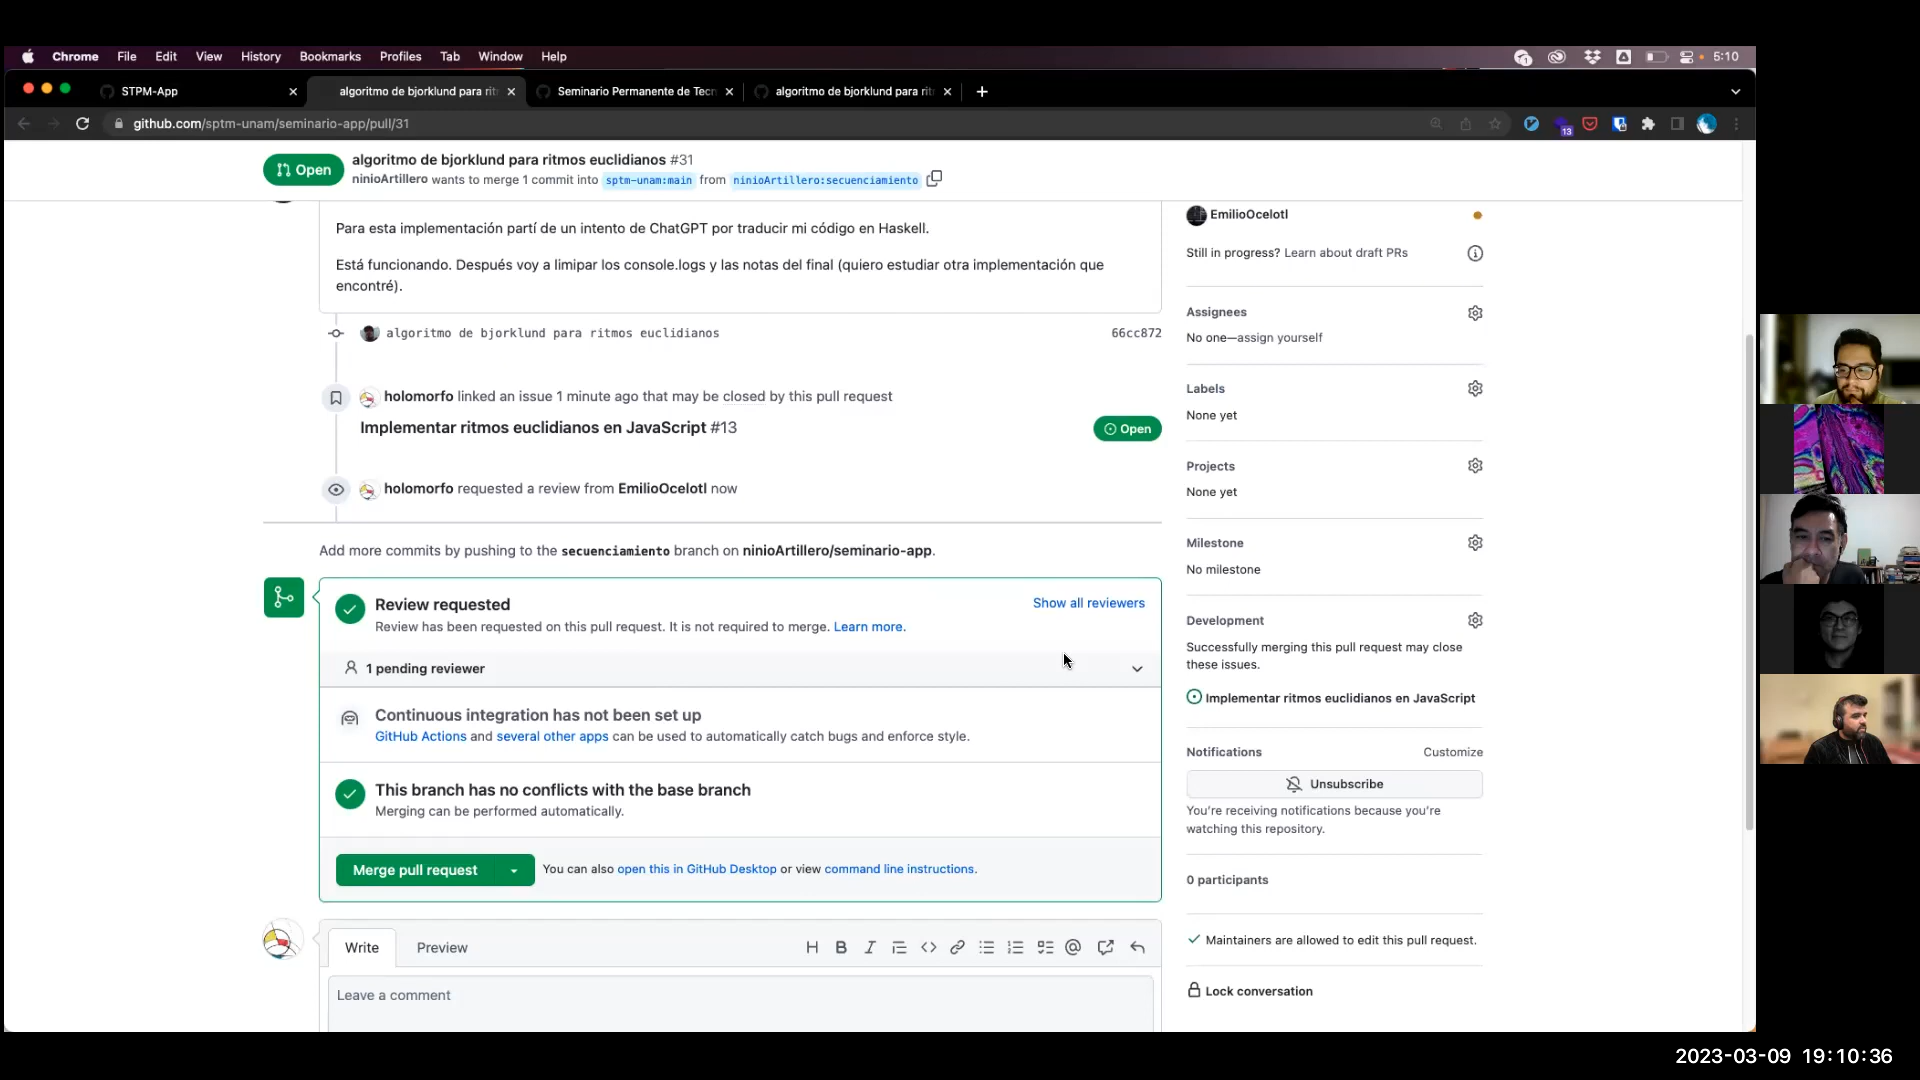 Chrome File Edit View History Bookmarks Profiles Tab Window Help 5:10
STPM-App
algoritmo de bjorklund para rit
Seminario Permanente de Tecn
algoritmo de bjorklund para rit
github.com/sptm-unam/seminario-app/pull/31
13
Open
algoritmo de bjorklund para ritmos euclidianos #31
ninioArtillero wants to merge 1 commit into sptm-unam:main from ninioArtillero:secuenciamiento
Para esta implementación partí de un intento de ChatGPT por traducir mi código en Haskell.
Está funcionando. Después voy a limipar los console.logs y las notas del final (quiero estudiar otra implementación que
encontré).
algoritmo de bjorklund para ritmos euclidianos 66cc872
holomorfo linked an issue 1 minute ago that may be closed by this pull request
Implementar ritmos euclidianos en JavaScript #13
Open
holomorfo requested a review from EmilioOcelotl now
Add more commits by pushing to the secuenciamiento branch on ninioArtillero/seminario-app.
Review requested
Show all reviewers
Review has been requested on this pull request. It is not required to merge. Learn more.
1 pending reviewer
Continuous integration has not been set up
GitHub Actions and several other apps can be used to automatically catch bugs and enforce style.
This branch has no conflicts with the base branch
Merging can be performed automatically.
Merge pull request
You can also open this in GitHub Desktop or view command line instructions.
Write Preview
Leave a comment
EmilioOcelotl
Still in progress? Learn about draft PRs
Assignees
No one—assign yourself
Labels
None yet
Projects
None yet
Milestone
No milestone
Development
Successfully merging this pull request may close
these issues.
Implementar ritmos euclidianos en JavaScript
Notifications Customize
Unsubscribe
You're receiving notifications because you're
watching this repository.
0 participants
Maintainers are allowed to edit this pull request.
Lock conversation
2023-03-09 19:10:36